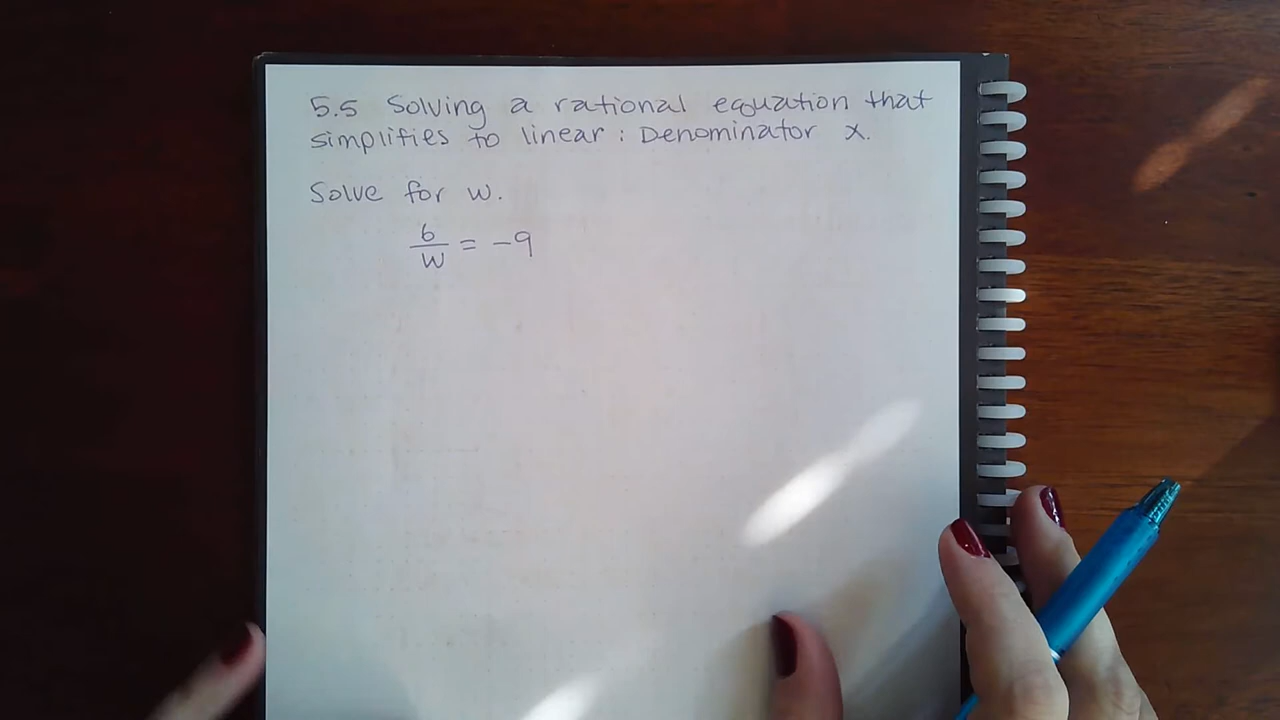 5.5 Solving a rational equation that
simplifies to linear: Denominator x.
Solve for w.
6/w = -9